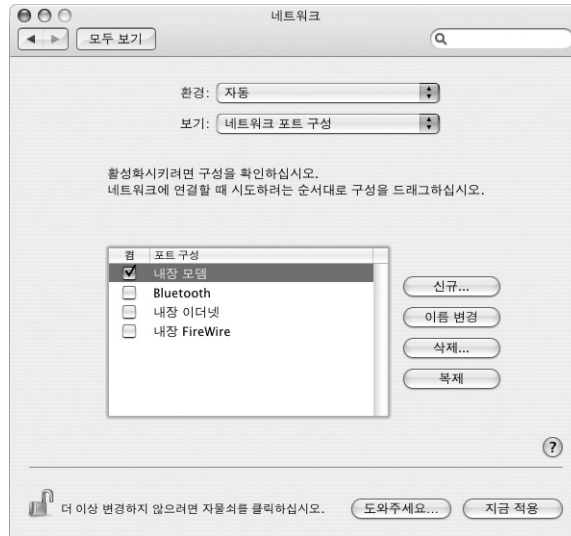 네트워크
모두 보기
환경: 자동
보기: 네트워크 포트 구성
활성화시키려면 구성을 확인하십시오.
네트워크에 연결할 때 시도하려는 순서대로 구성을 드래그하십시오.
켬 포트 구성
내장 모뎀
Bluetooth
내장 이더넷
내장 FireWire
신규...
이름 변경
삭제...
복제
?
더 이상 변경하지 않으려면 자물쇠를 클릭하십시오.
도와주세요...
지금 적용